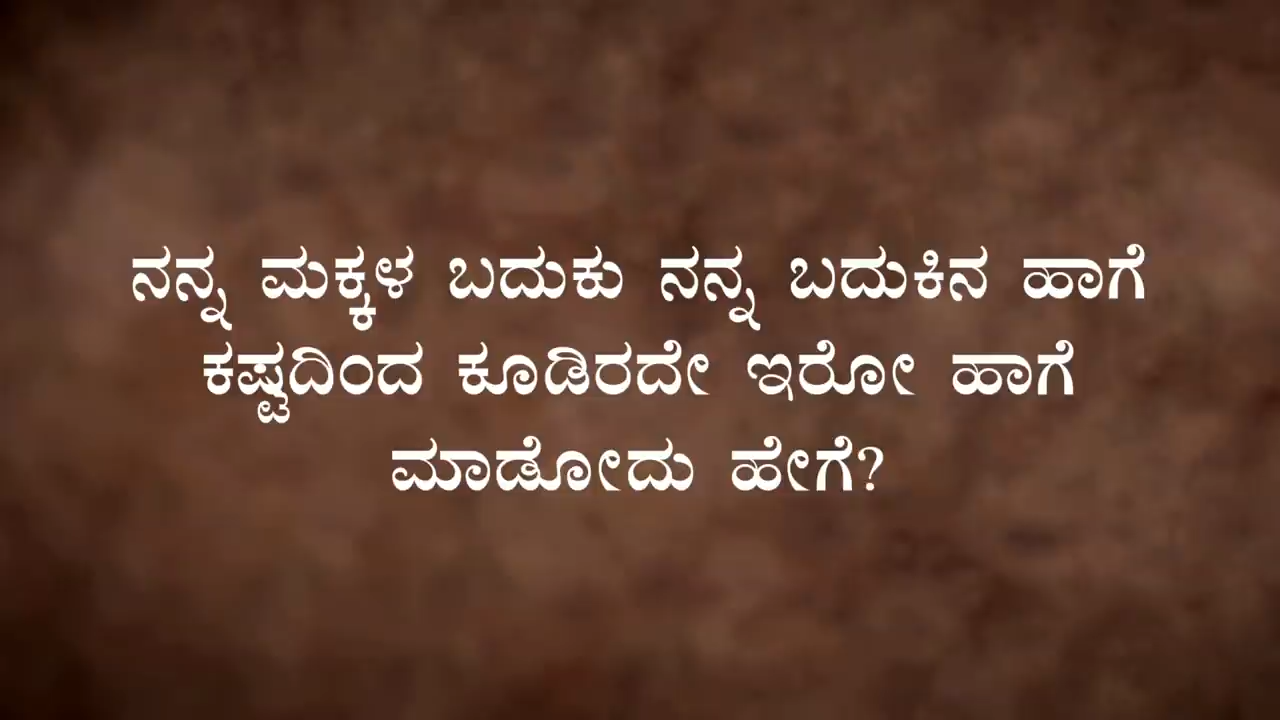 ನನ್ನ ಮಕ್ಕಳ ಬದುಕು ನನ್ನ ಬದುಕಿನ ಹಾಗೆ
ಕಷ್ಟದಿಂದ ಕೂಡಿರದೇ ಇರೋ ಹಾಗೆ
ಮಾಡೋದು ಹೇಗೆ?